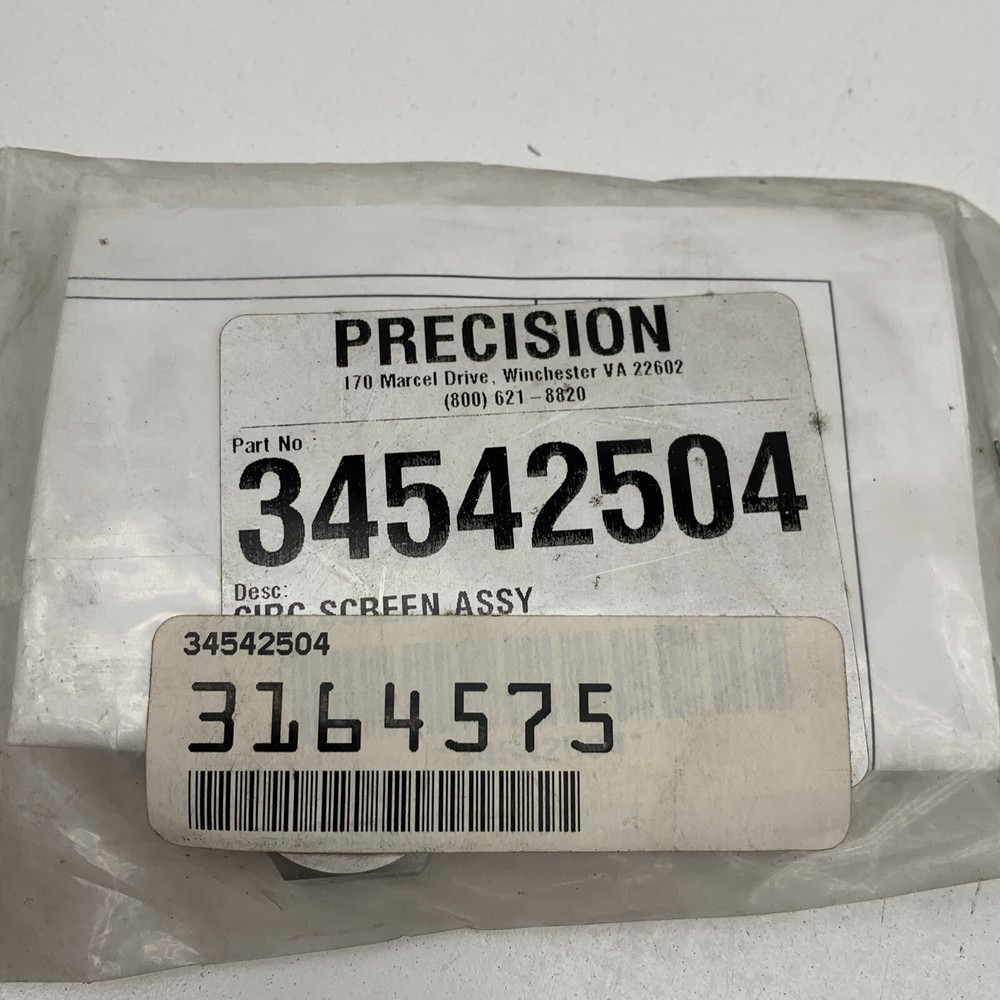 PRECISION
170 Marcel Drive, Winchester VA 22602
(800) 621-8820
Part No:
34542504
Desc:
CIRC SCREEN ASSY
34542504
3164575